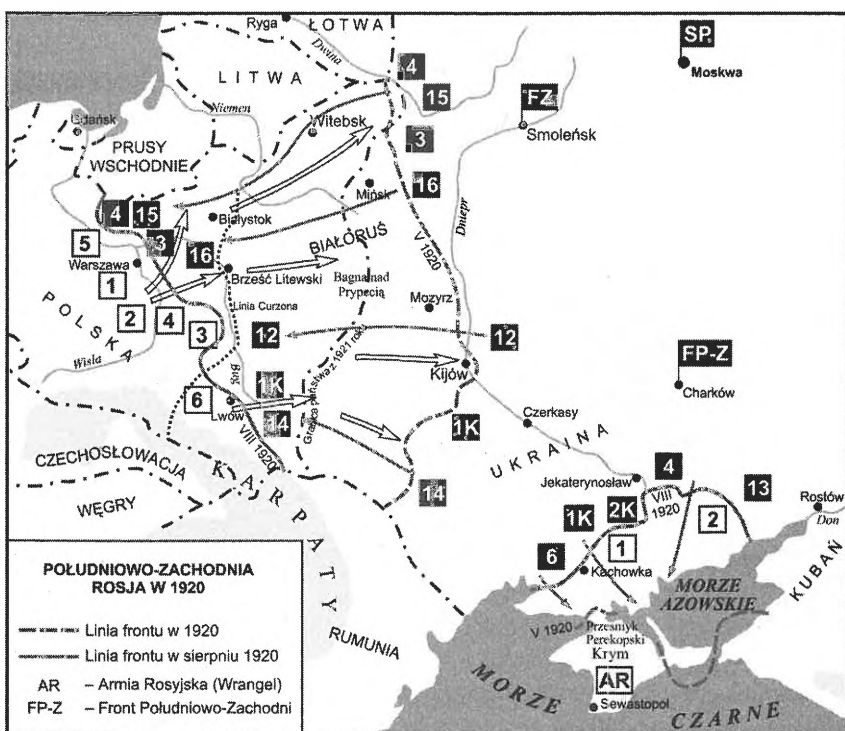 ŁOTWA
Ryga
Dwina
SP
Moskwa
LITWA
4
15
FZ
Niemen
Witebsk
Smoleńsk
Gdańsk
3
PRUSY
WSCHODNIE
16
Mińsk
Dniepr
4
15
Białystok
BIAŁORUŚ
V 1920
5
3
16
Warszawa
Brześć Litewski
1
Bagna nad
Prypecią
2
4
Linia Curzona
Mozyrz
POLSKA
3
12
12
FP-Z
Wisła
Granica państwa z 1921 roku
Kijów
Charków
Bug
1K
6
Lwów
14
1K
Czerkasy
VIII 1920
UKRAINA
CZECHOSŁOWACJA
KARPATY
14
Jekaterynosław
4
WĘGRY
VIII
1920
13
Rostów
Don
1K
2K
2
6
1
Kachowka
KUBAŃ
MORZE
AZOWSKIE
RUMUNIA
V 1920
Przesmyk
Perekopski
Krym
AR
Sewastopol
MORZE
CZARNE
POŁUDNIOWO-ZACHODNIA
ROSJA W 1920
Linia frontu w 1920
Linia frontu w sierpniu 1920
AR – Armia Rosyjska (Wrangel)
FP-Z – Front Południowo-Zachodni